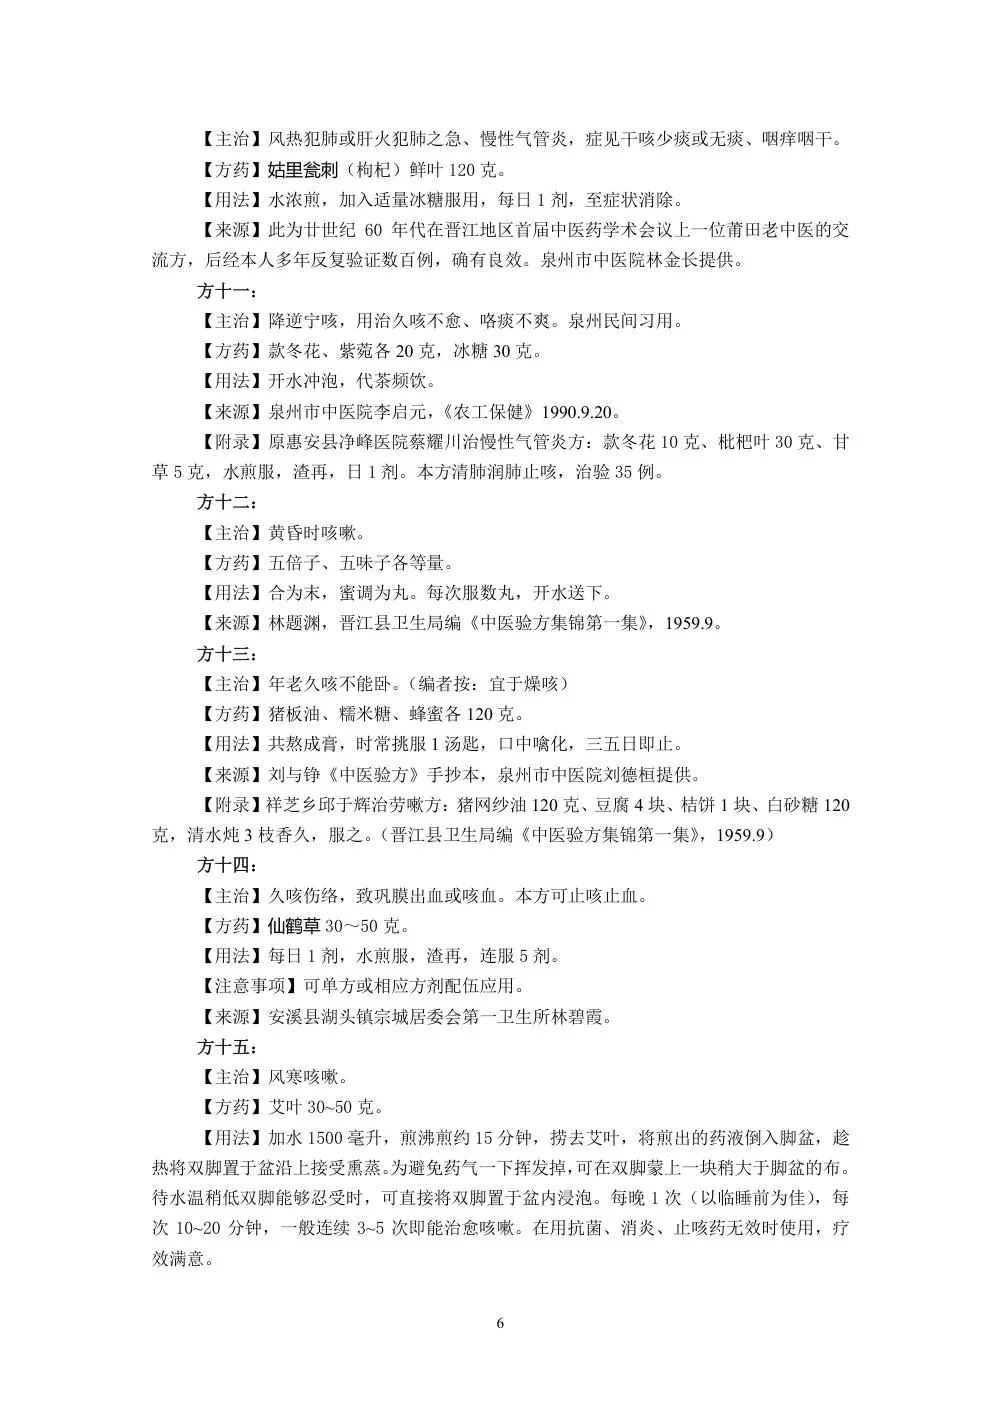 【主治】风热犯肺或肝火犯肺之急、慢性气管炎，症见干咳少痰或无痰、咽痒咽干。
【方药】姑里瓮刺（枸杞）鲜叶 120 克。
【用法】水浓煎，加入适量冰糖服用，每日 1 剂，至症状消除。
【来源】此为廿世纪 60 年代在晋江地区首届中医药学术会议上一位莆田老中医的交
流方，后经本人多年反复验证数百例，确有良效。泉州市中医院林金长提供。
方十一：
【主治】降逆宁咳，用治久咳不愈、咯痰不爽。泉州民间习用。
【方药】款冬花、紫菀各 20 克，冰糖 30 克。
【用法】开水冲泡，代茶频饮。
【来源】泉州市中医院李启元，《农工保健》1990.9.20。
【附录】原惠安县净峰医院蔡耀川治慢性气管炎方：款冬花 10 克、枇杷叶 30 克、甘
草 5 克，水煎服，渣再，日 1 剂。本方清肺润肺止咳，治验 35 例。
方十二：
【主治】黄昏时咳嗽。
【方药】五倍子、五味子各等量。
【用法】合为末，蜜调为丸。每次服数丸，开水送下。
【来源】林题渊，晋江县卫生局编《中医验方集锦第一集》，1959.9。
方十三：
【主治】年老久咳不能卧。（编者按：宜于燥咳）
【方药】猪板油、糯米糖、蜂蜜各 120 克。
【用法】共熬成膏，时常挑服 1 汤匙，口中噙化，三五日即止。
【来源】刘与铮《中医验方》手抄本，泉州市中医院刘德桓提供。
【附录】祥芝乡邱于辉治劳嗽方：猪网纱油 120 克、豆腐 4 块、桔饼 1 块、白砂糖 120
克，清水炖 3 枝香久，服之。（晋江县卫生局编《中医验方集锦第一集》，1959.9）
方十四：
【主治】久咳伤络，致巩膜出血或咳血。本方可止咳止血。
【方药】仙鹤草 30～50 克。
【用法】每日 1 剂，水煎服，渣再，连服 5 剂。
【注意事项】可单方或相应方剂配伍应用。
【来源】安溪县湖头镇宗城居委会第一卫生所林碧霞。
方十五：
【主治】风寒咳嗽。
【方药】艾叶 30~50 克。
【用法】加水 1500 毫升，煎沸煎约 15 分钟，捞去艾叶，将煎出的药液倒入脚盆，趁
热将双脚置于盆沿上接受熏蒸。为避免药气一下挥发掉，可在双脚蒙上一块稍大于脚盆的布。
待水温稍低双脚能够忍受时，可直接将双脚置于盆内浸泡。每晚 1 次（以临睡前为佳），每
次 10~20 分钟，一般连续 3~5 次即能治愈咳嗽。在用抗菌、消炎、止咳药无效时使用，疗
效满意。
6